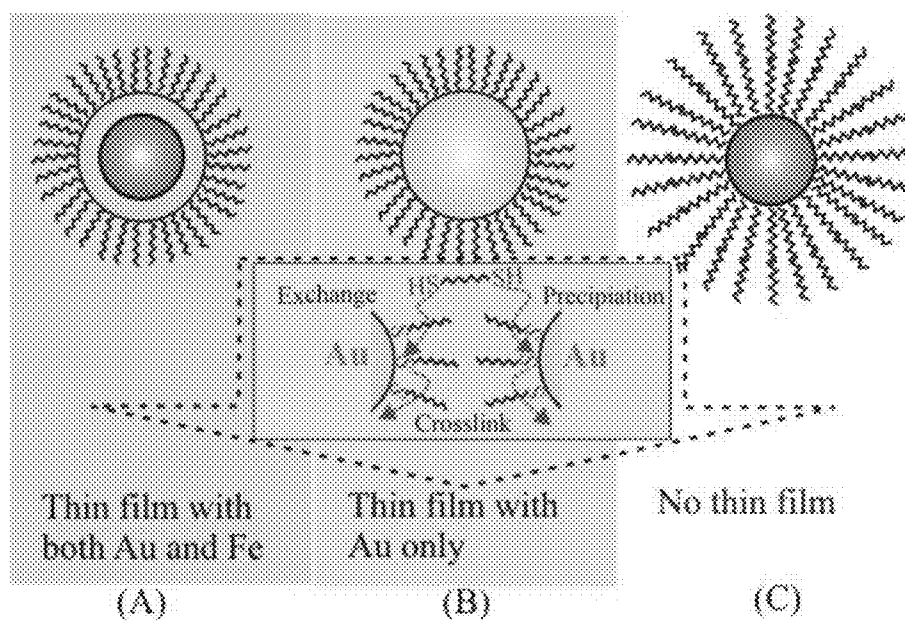 HS
SH
Exchange
Precipiation
Au
Au
Crosslink
Thin film with
both Au and Fe
Thin film with
Au only
No thin film
(A)
(B)
(C)